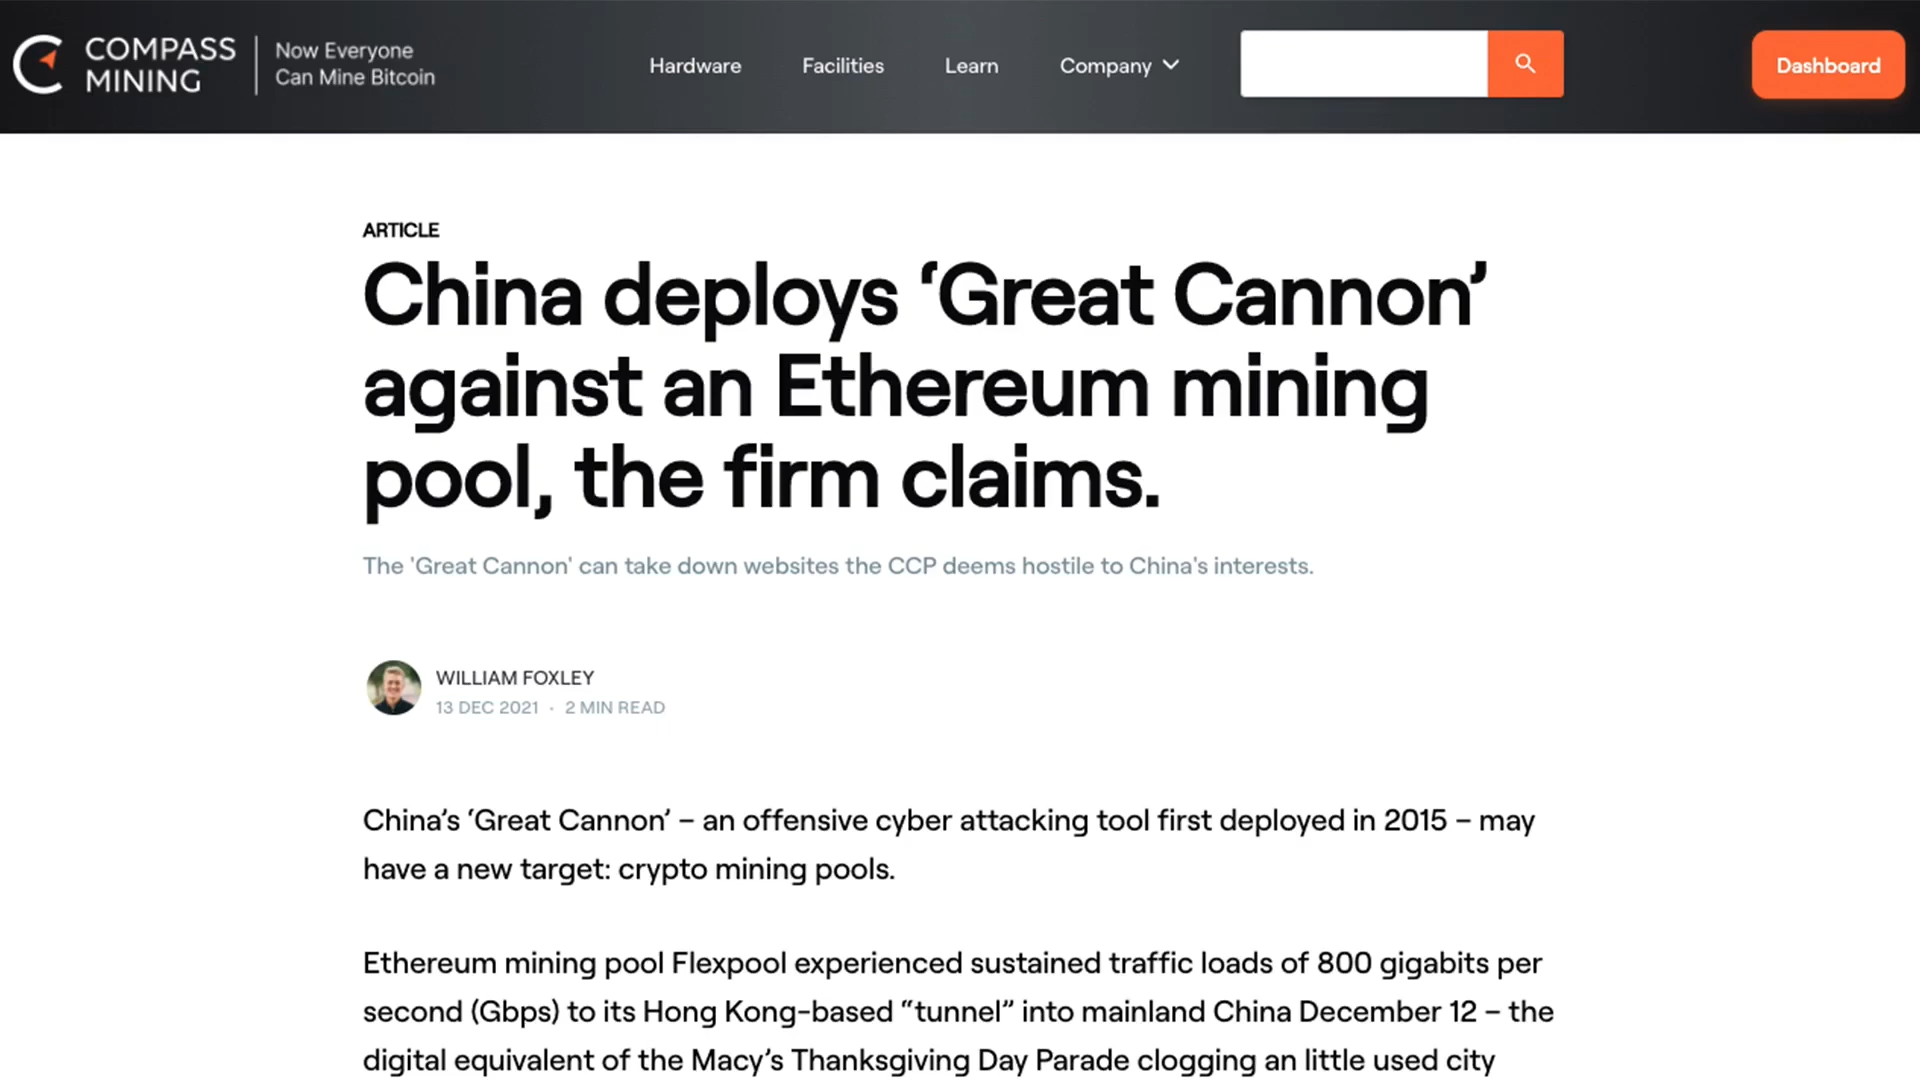 COMPASS
MINING
Now Everyone
Can Mine Bitcoin
Hardware
Facilities
Learn
Company
Dashboard
ARTICLE
China deploys ‘Great Cannon’
against an Ethereum mining
pool, the firm claims.
The 'Great Cannon' can take down websites the CCP deems hostile to China's interests.
WILLIAM FOXLEY
13 DEC 2021 · 2 MIN READ
China’s ‘Great Cannon’ – an offensive cyber attacking tool first deployed in 2015 – may
have a new target: crypto mining pools.
Ethereum mining pool Flexpool experienced sustained traffic loads of 800 gigabits per
second (Gbps) to its Hong Kong-based “tunnel” into mainland China December 12 – the
digital equivalent of the Macy’s Thanksgiving Day Parade clogging an little used city